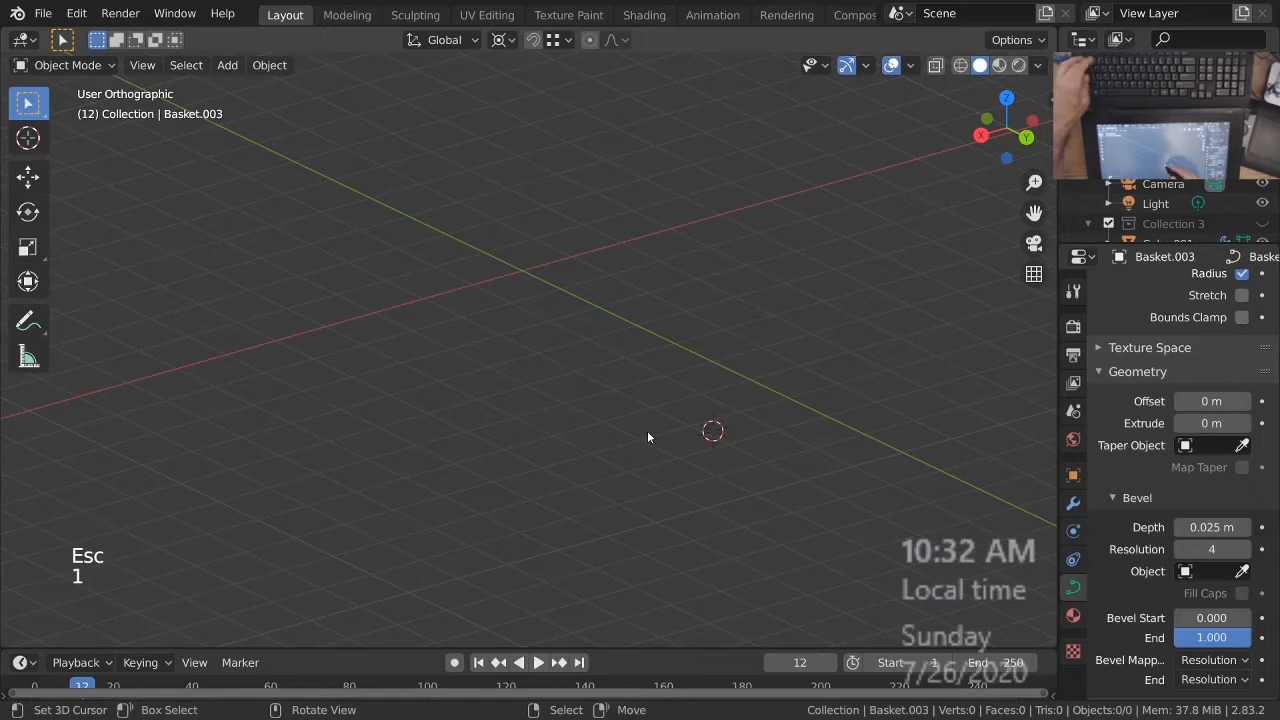 File Edit Render Window Help Layout Modeling Sculpting UV Editing Texture Paint Shading Animation Rendering Compos Scene View Layer
Global Options
Object Mode View Select Add Object
User Orthographic
(12) Collection | Basket.003
Z
X
Y
Camera
Light
Collection 3
Basket.003 Baske
Radius
Stretch
Bounds Clamp
Texture Space
Geometry
Offset 0 m
Extrude 0 m
Taper Object
Map Taper
Bevel
Depth 0.025 m
Resolution 4
Object
Fill Caps
Bevel Start 0.000
End 1.000
Bevel Mapp... Resolution
End Resolution
Esc
1
10:32 AM
Local time
Sunday
7/26/2020
Playback Keying View Marker 12 Start 1 End 250
0 12 20 40 60 80 100 120 140 160 180 200 220 240
Set 3D Cursor Box Select Rotate View Select Move Collection | Basket.003 | Verts:0 | Faces:0 | Tris:0 | Objects:0/0 | Mem: 37.8 MiB | 2.83.2